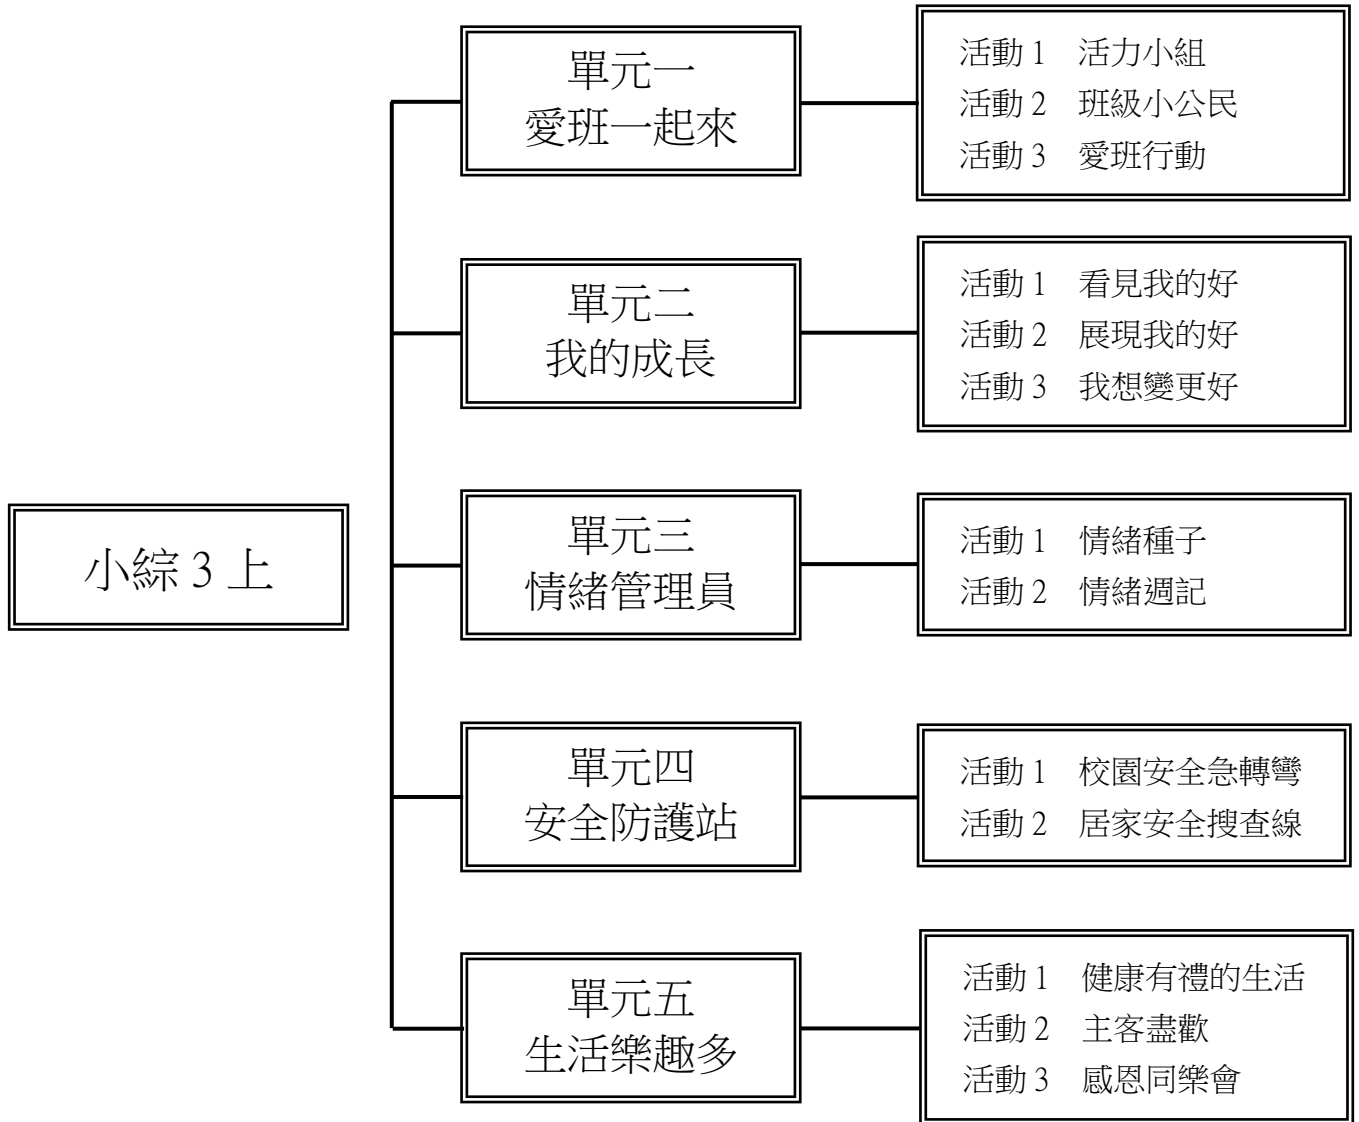 小綜 3 上
單元一
愛班一起來
活動 1 活力小組
活動 2 班級小公民
活動 3 愛班行動
單元二
我的成長
活動 1 看見我的好
活動 2 展現我的好
活動 3 我想變更好
單元三
情緒管理員
活動 1 情緒種子
活動 2 情緒週記
單元四
安全防護站
活動 1 校園安全急轉彎
活動 2 居家安全搜查線
單元五
生活樂趣多
活動 1 健康有禮的生活
活動 2 主客盡歡
活動 3 感恩同樂會